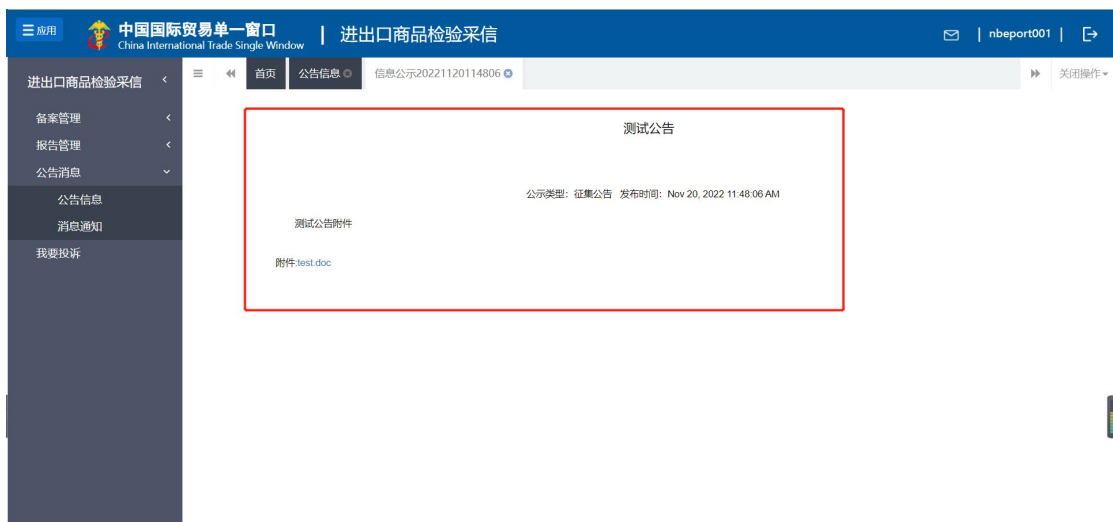 应用
中国国际贸易单一窗口
China International Trade Single Window
进出口商品检验采信
nbeport001
进出口商品检验采信
首页
公告信息
信息公示20221120114806
关闭操作
备案管理
报告管理
公告消息
公告信息
消息通知
我要投诉
测试公告
公示类型：征集公告 发布时间：Nov 20, 2022 11:48:06 AM
测试公告附件
附件:test.doc